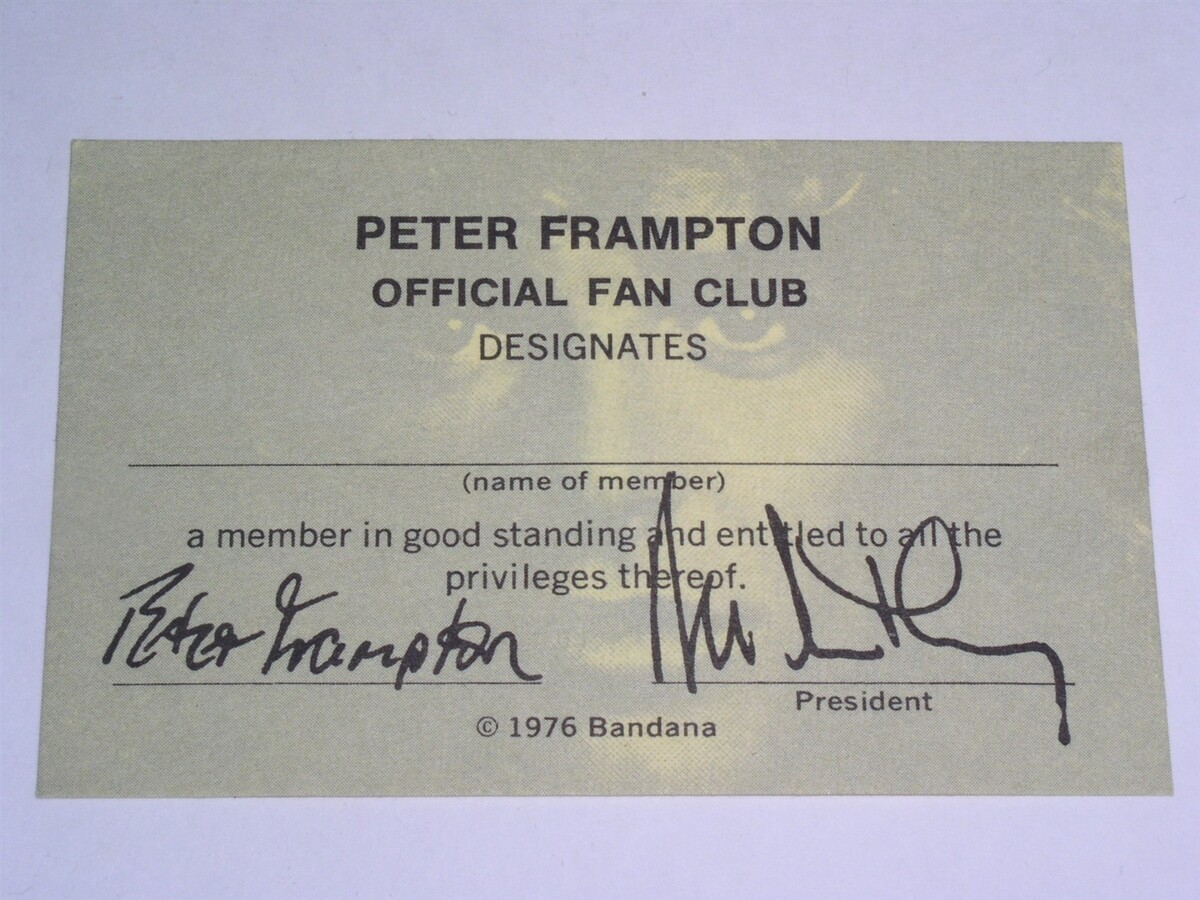 PETER FRAMPTON
OFFICIAL FAN CLUB
DESIGNATES
(name of member)
a member in good standing and entitled to all the
privileges thereof.
Peter Frampton
President
© 1976 Bandana